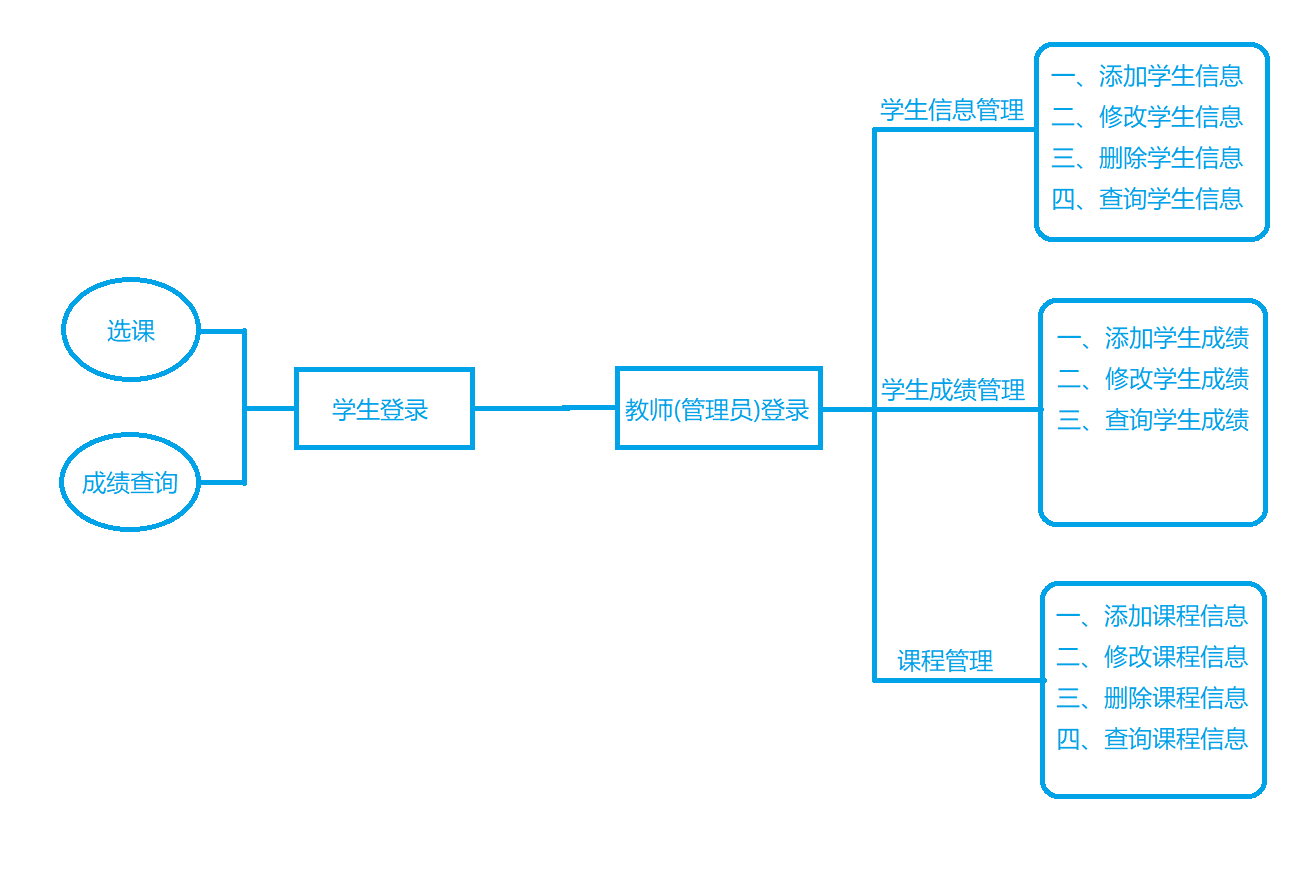 学生信息管理
一、添加学生信息
二、修改学生信息
三、删除学生信息
四、查询学生信息
选课
成绩查询
学生登录
教师(管理员)登录
学生成绩管理
一、添加学生成绩
二、修改学生成绩
三、查询学生成绩
课程管理
一、添加课程信息
二、修改课程信息
三、删除课程信息
四、查询课程信息